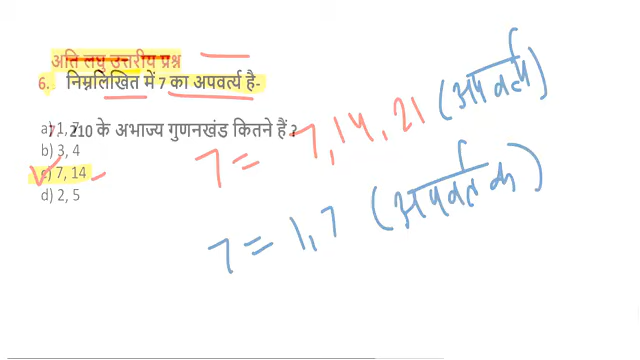 अति लघु उत्तरीय प्रश्न
6. निम्नलिखित में 7 का अपवर्त्य है-
a) 1, 7
7. 210 के अभाज्य गुणनखंड कितने हैं ?
b) 3, 4
c) 7, 14
d) 2, 5
7 = 7, 14, 21 (अपवर्त्य)
7 = 1, 7 (अपवर्तक)